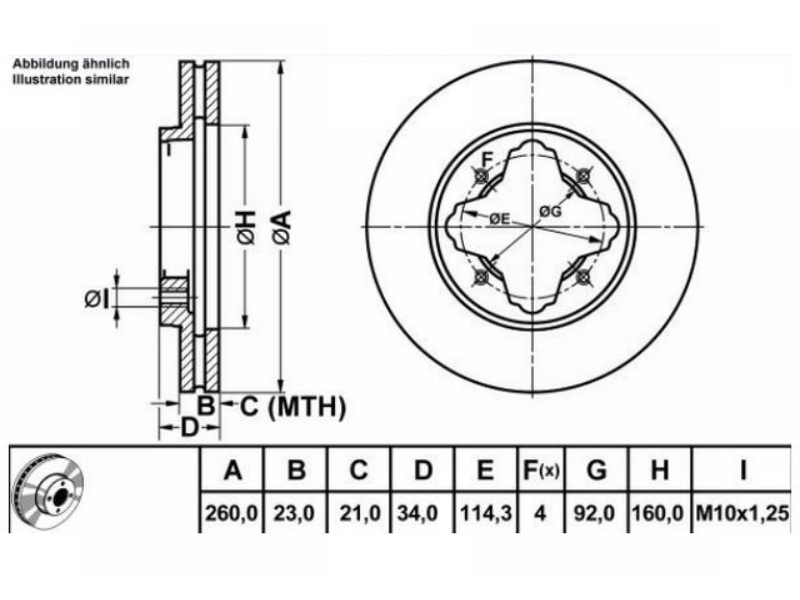 Abbildung ähnlich
Illustration similar
F
ØE
ØG
ØH
ØA
ØI
B
C (MTH)
D
A B C D E F(x) G H I
260,0 23,0 21,0 34,0 114,3 4 92,0 160,0 M10x1,25